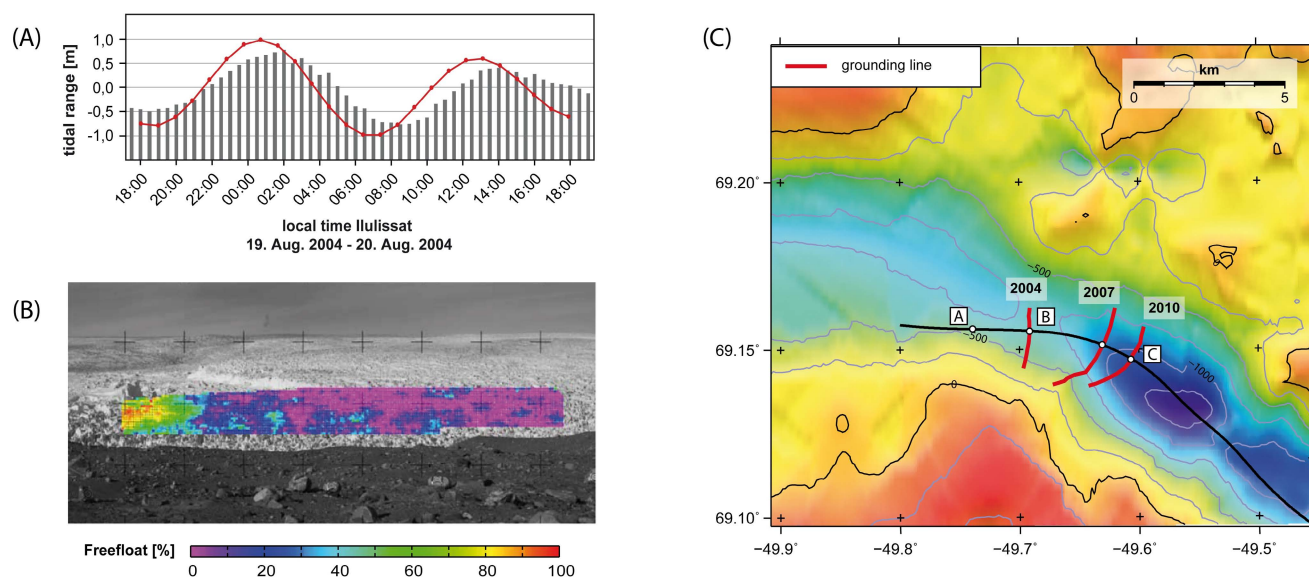 (A)
tidal range [m]
1,0
0,5
0,0
-0,5
-1,0
18:00 20:00 22:00 00:00 02:00 04:00 06:00 08:00 10:00 12:00 14:00 16:00 18:00
local time Ilulissat
19. Aug. 2004 - 20. Aug. 2004
(B)
Freefloat [%]
0 20 40 60 80 100
(C)
grounding line
km
0 5
69.20°
69.15°
69.10°
−500
2004
2007
2010
A
B
C
−500
−1000
0
−49.9° −49.8° −49.7° −49.6° −49.5°